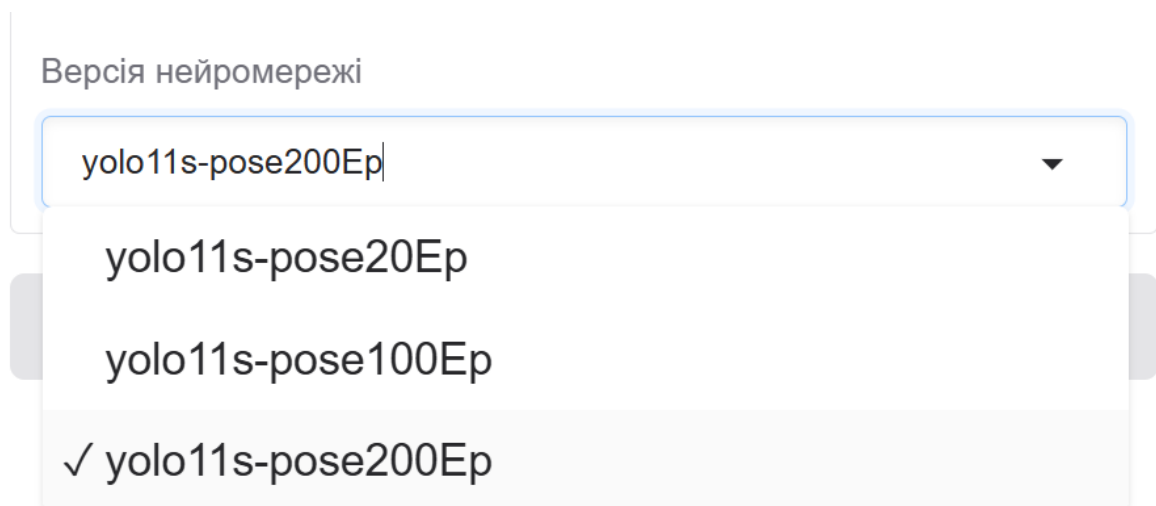 Версія нейромережі
yolo11s-pose200Ep
yolo11s-pose20Ep
yolo11s-pose100Ep
✓ yolo11s-pose200Ep